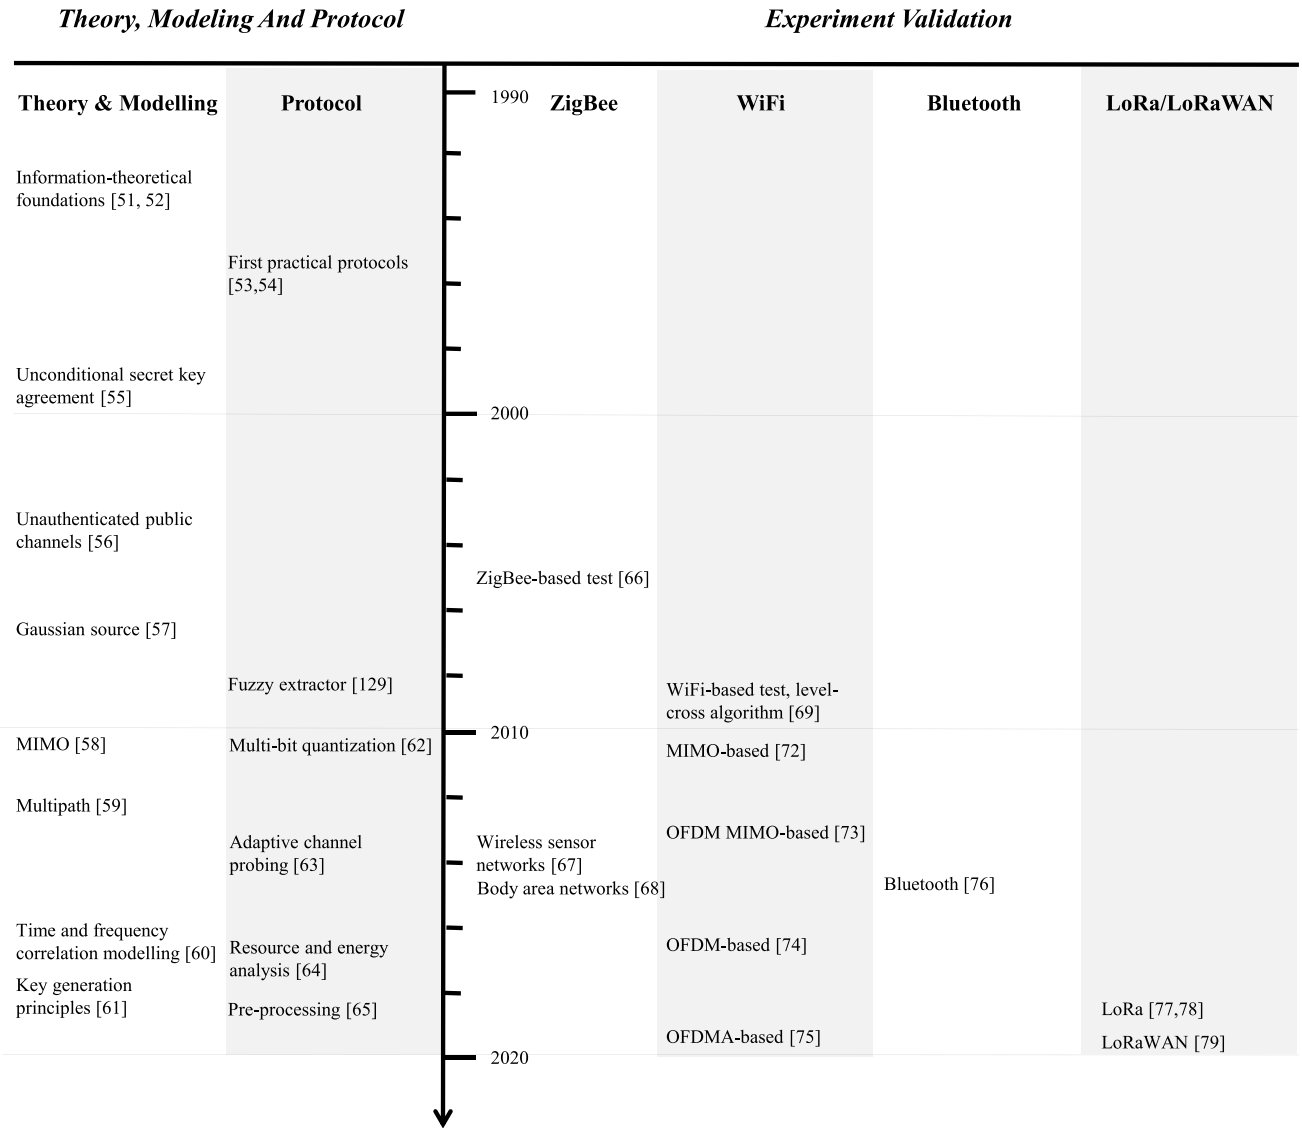 Theory, Modeling And Protocol
Experiment Validation
Theory & Modelling
Protocol
1990
ZigBee
WiFi
Bluetooth
LoRa/LoRaWAN
Information-theoretical
foundations [51, 52]
First practical protocols
[53,54]
Unconditional secret key
agreement [55]
2000
Unauthenticated public
channels [56]
ZigBee-based test [66]
Gaussian source [57]
Fuzzy extractor [129]
WiFi-based test, level-
cross algorithm [69]
2010
MIMO [58]
Multi-bit quantization [62]
MIMO-based [72]
Multipath [59]
OFDM MIMO-based [73]
Adaptive channel
probing [63]
Wireless sensor
networks [67]
Body area networks [68]
Bluetooth [76]
Time and frequency
correlation modelling [60]
Resource and energy
analysis [64]
OFDM-based [74]
Key generation
principles [61]
Pre-processing [65]
LoRa [77,78]
OFDMA-based [75]
LoRaWAN [79]
2020